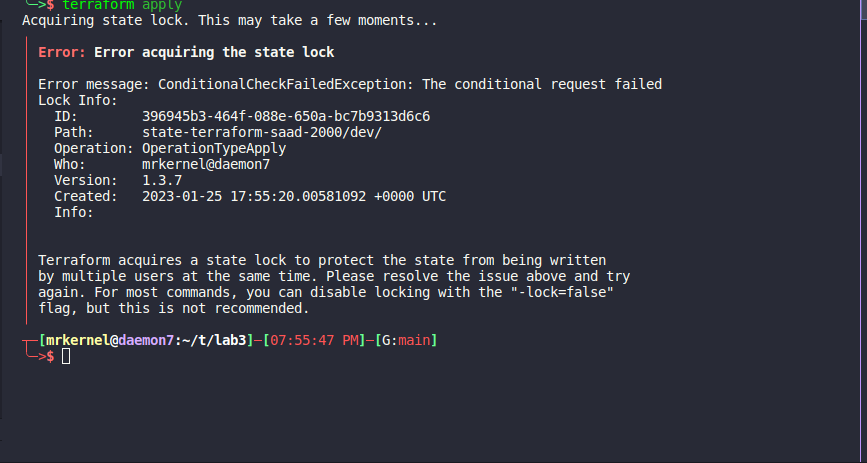 └─>$ terraform apply
Acquiring state lock. This may take a few moments...
Error: Error acquiring the state lock
Error message: ConditionalCheckFailedException: The conditional request failed
Lock Info:
ID:        396945b3-464f-088e-650a-bc7b9313d6c6
Path:      state-terraform-saad-2000/dev/
Operation: OperationTypeApply
Who:       mrkernel@daemon7
Version:   1.3.7
Created:   2023-01-25 17:55:20.00581092 +0000 UTC
Info:
Terraform acquires a state lock to protect the state from being written
by multiple users at the same time. Please resolve the issue above and try
again. For most commands, you can disable locking with the "-lock=false"
flag, but this is not recommended.
┬─[mrkernel@daemon7:~/t/lab3]─[07:55:47 PM]─[G:main]
╰─>$